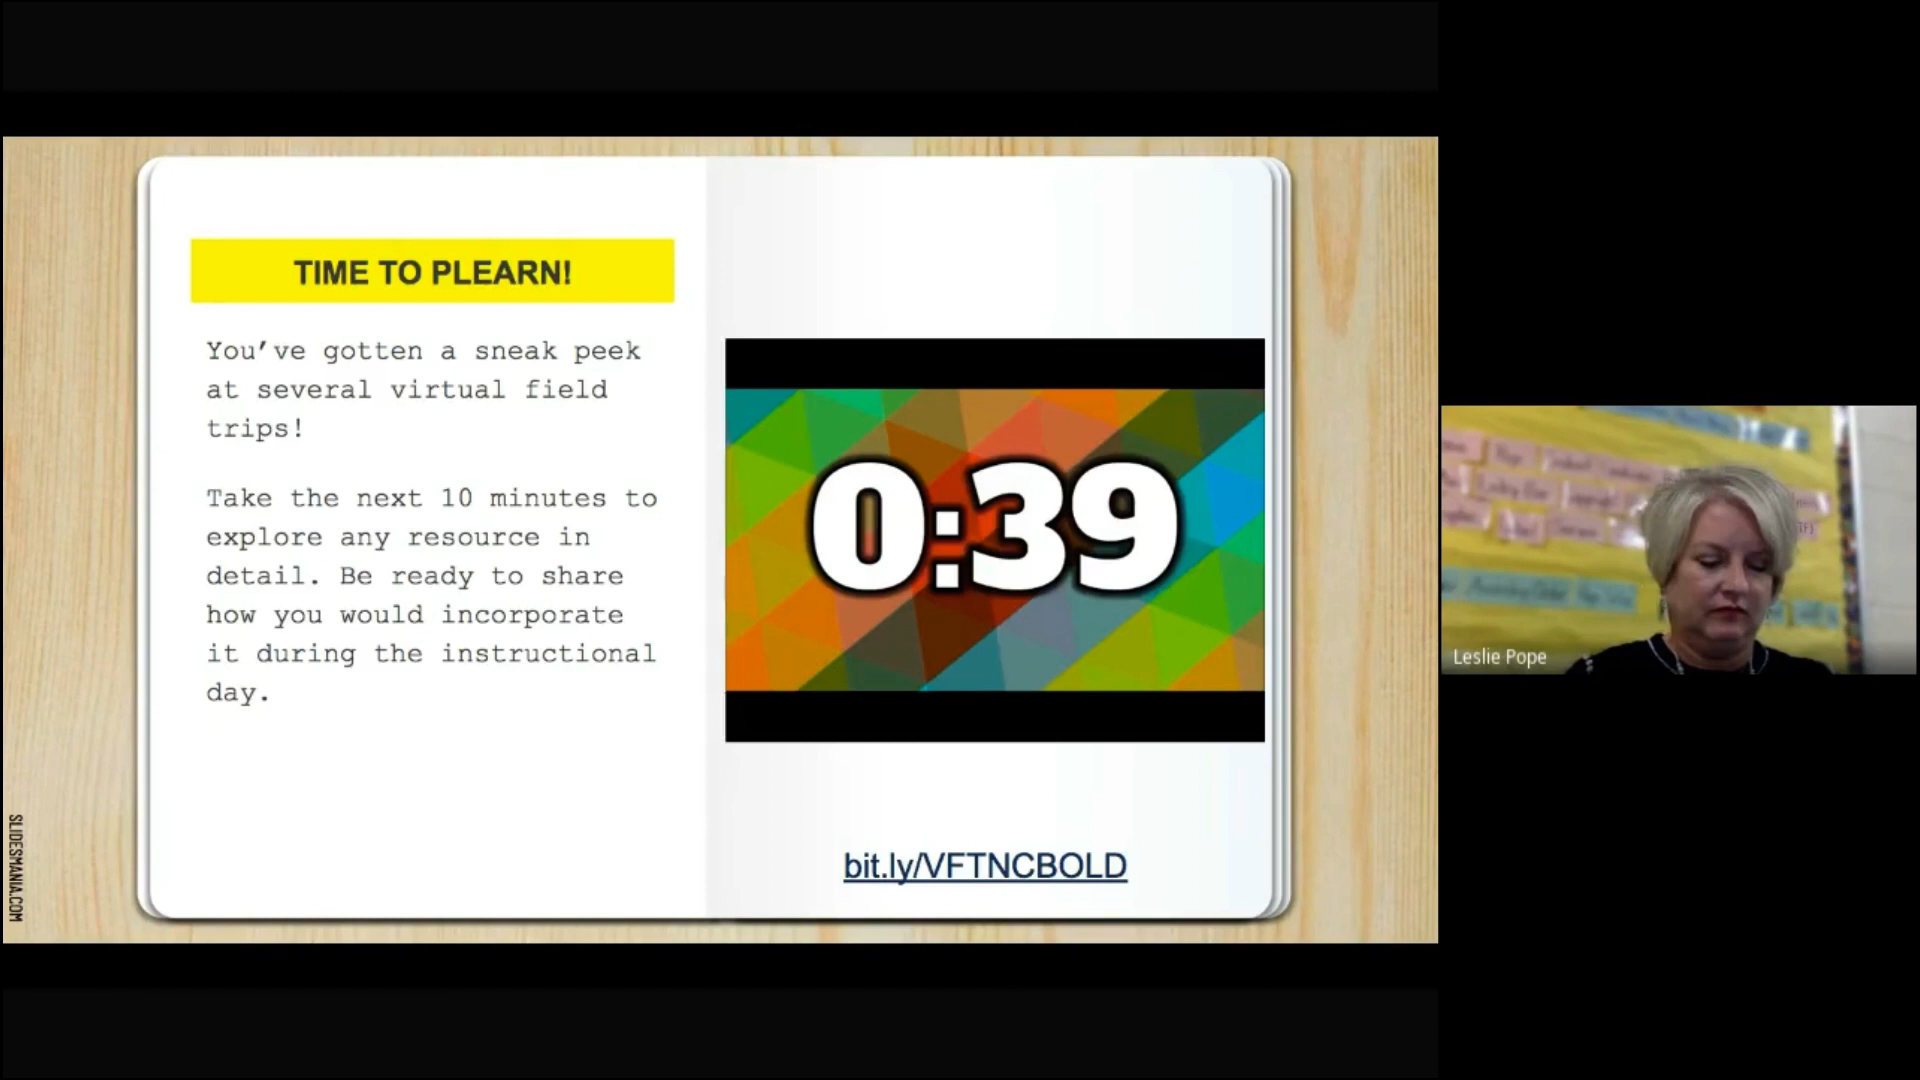 TIME TO PLEARN!
You’ve gotten a sneak peek
at several virtual field
trips!
Take the next 10 minutes to
explore any resource in
detail. Be ready to share
how you would incorporate
it during the instructional
day.
0:39
bit.ly/VFTNCBOLD
SLIDESMANIA.COM
Leslie Pope